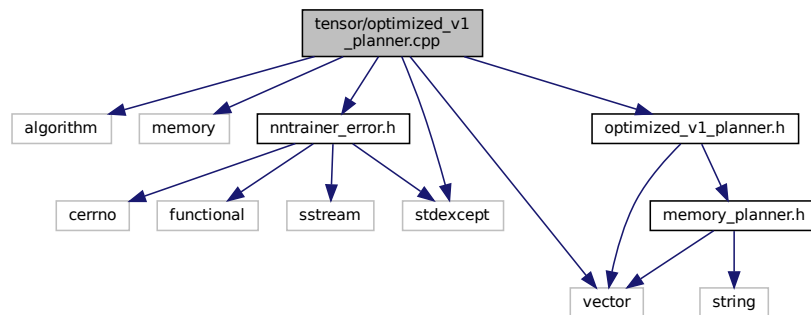 tensor/optimized_v1
_planner.cpp
algorithm
memory
nntrainer_error.h
optimized_v1_planner.h
cerrno
functional
sstream
stdexcept
memory_planner.h
vector
string